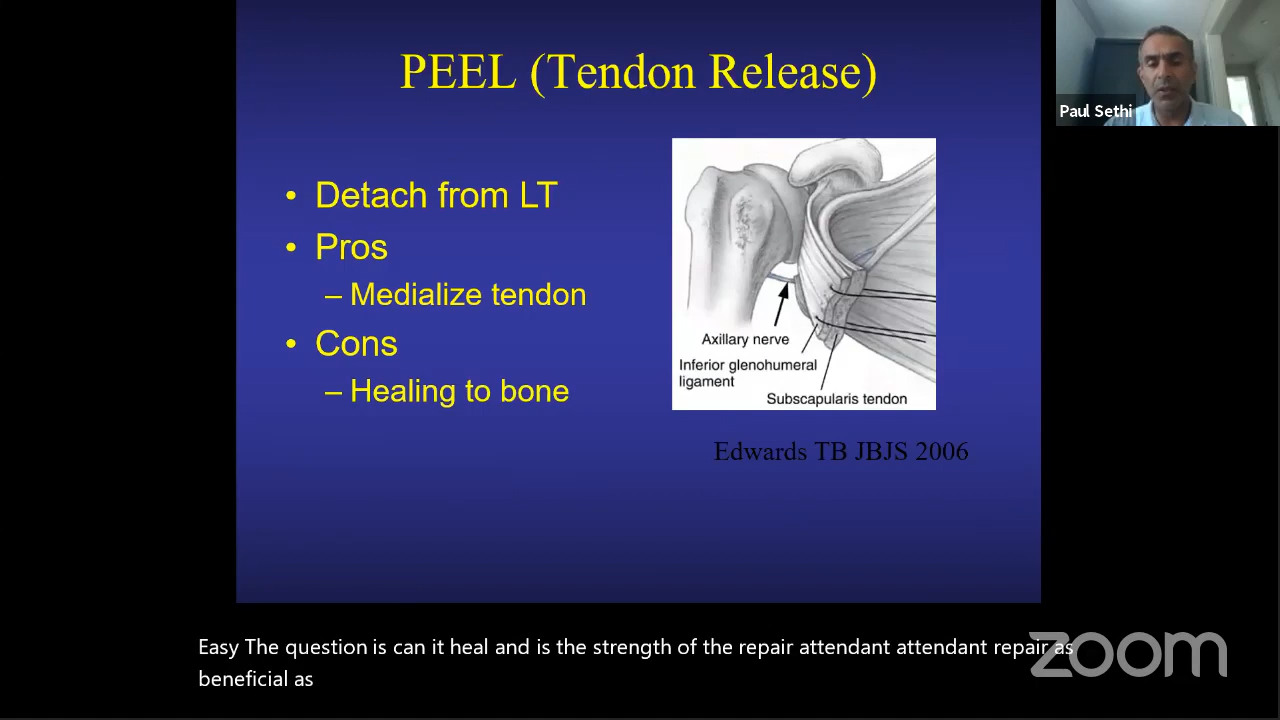 PEEL (Tendon Release)
Paul Sethi
• Detach from LT
• Pros
– Medialize tendon
• Cons
– Healing to bone
Axillary nerve
Inferior glenohumeral
ligament
Subscapularis tendon
Edwards TB JBJS 2006
Easy The question is can it heal and is the strength of the repair attendant attendant repair as
beneficial as
zoom